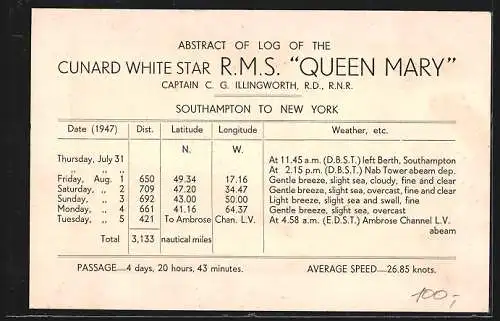 ABSTRACT OF LOG OF THE
CUNARD WHITE STAR R.M.S. "QUEEN MARY"
CAPTAIN C. G. ILLINGWORTH, R.D., R.N.R.
SOUTHAMPTON TO NEW YORK
Date (1947) Dist. Latitude Longitude Weather, etc.
N. W.
Thursday, July 31 At 11.45 a.m. (D.B.S.T.) left Berth, Southampton
„ „ At 2.15 p.m. (D.B.S.T.) Nab Tower abeam dep.
Friday, Aug. 1 650 49.34 17.16 Gentle breeze, slight sea, cloudy, fine and clear
Saturday, „ 2 709 47.20 34.47 Gentle breeze, slight sea, overcast, fine and clear
Sunday, „ 3 692 43.00 50.00 Light breeze, slight sea and swell, fine
Monday, „ 4 661 41.16 64.37 Gentle breeze, slight sea, overcast
Tuesday, „ 5 421 To Ambrose Chan. L.V. At 4.58 a.m. (E.D.S.T.) Ambrose Channel L.V.
abeam
Total 3,133 nautical miles
PASSAGE—4 days, 20 hours, 43 minutes. AVERAGE SPEED—26.85 knots.
100,-